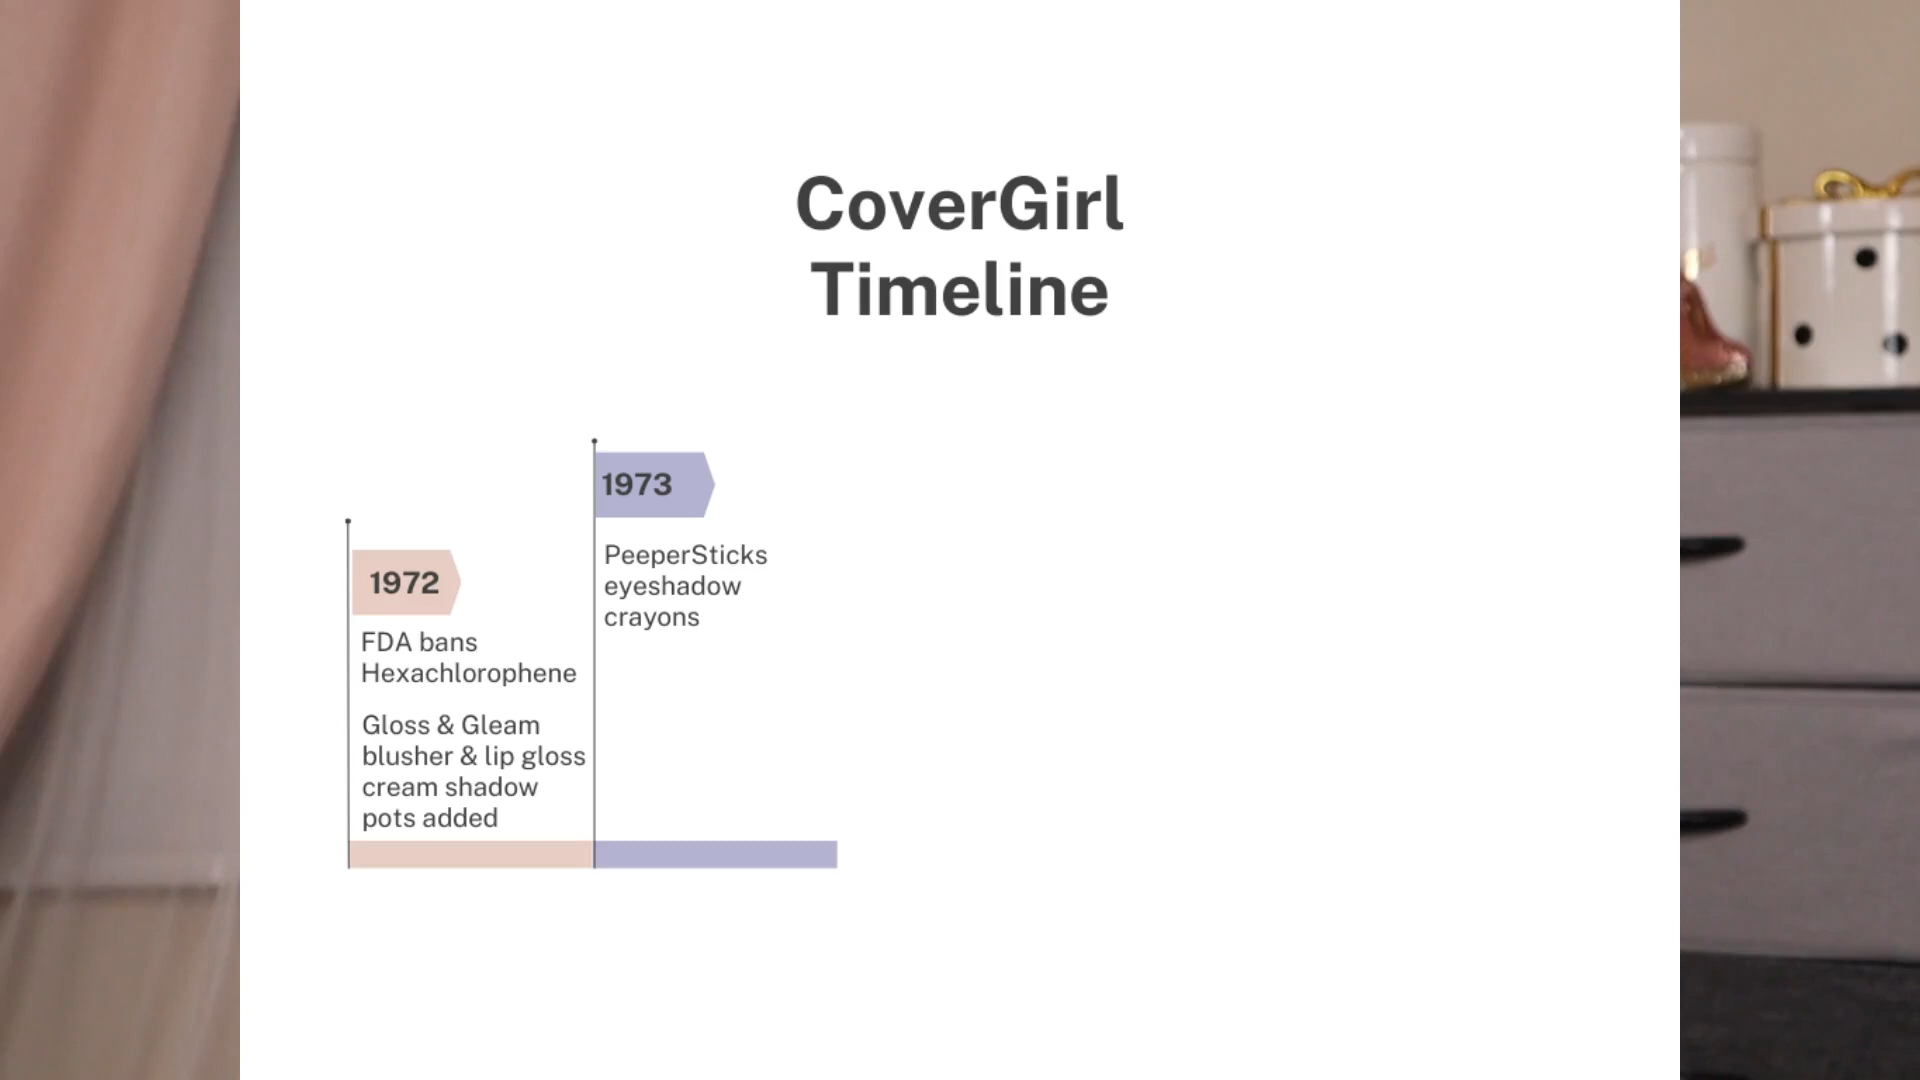 CoverGirl
Timeline
1972
FDA bans
Hexachlorophene
Gloss & Gleam
blusher & lip gloss
cream shadow
pots added
1973
PeeperSticks
eyeshadow
crayons